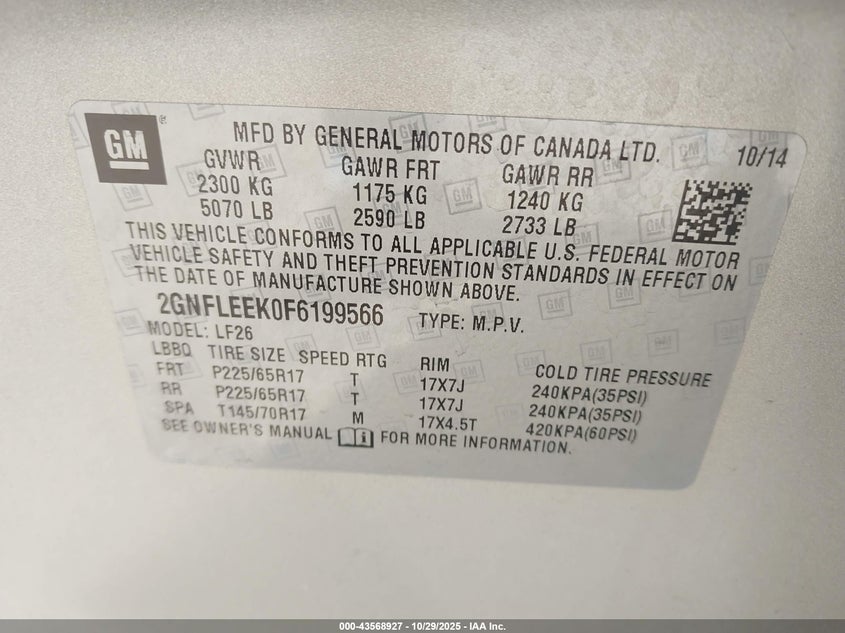 GM
MFD BY GENERAL MOTORS OF CANADA LTD. 10/14
GVWR GAWR FRT GAWR RR
2300 KG 1175 KG 1240 KG
5070 LB 2590 LB 2733 LB
THIS VEHICLE CONFORMS TO ALL APPLICABLE U.S. FEDERAL MOTOR
VEHICLE SAFETY AND THEFT PREVENTION STANDARDS IN EFFECT ON
THE DATE OF MANUFACTURE SHOWN ABOVE.
2GNFLEEK0F6199566 TYPE: M.P.V.
MODEL: LF26
LBBQ TIRE SIZE SPEED RTG RIM COLD TIRE PRESSURE
FRT P225/65R17 T 17X7J 240KPA(35PSI)
RR P225/65R17 T 17X7J 240KPA(35PSI)
SPA T145/70R17 M 17X4.5T 420KPA(60PSI)
SEE OWNER'S MANUAL FOR MORE INFORMATION.
000-43568927 - 10/29/2025 - IAA Inc.